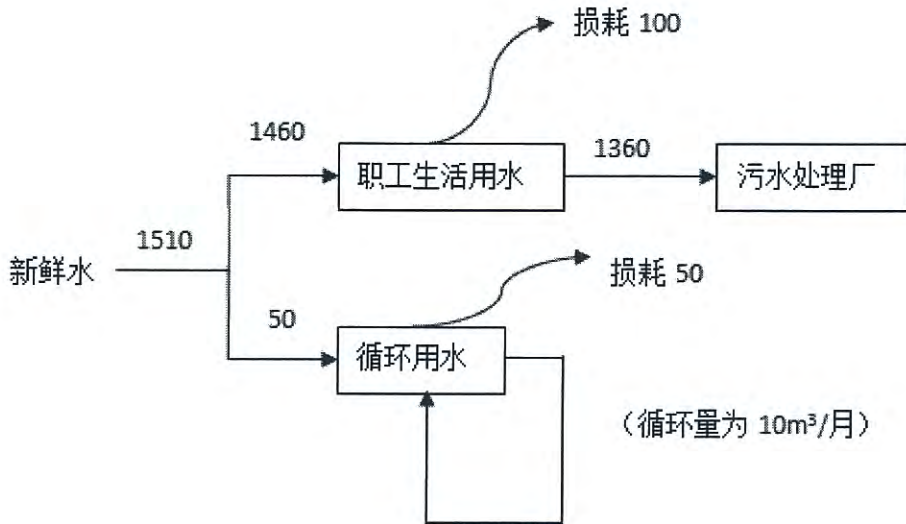 损耗 100
1460
职工生活用水
1360
污水处理厂
1510
新鲜水
损耗 50
50
循环用水
（循环量为 10m³/月）